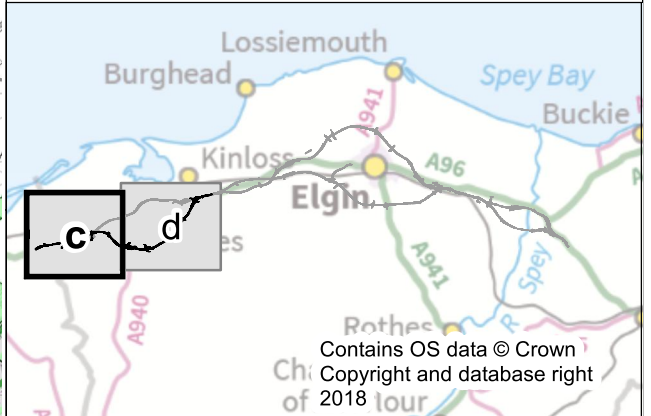 Lossiemouth
Burghead
Spey Bay
Buckie
A941
Kinloss
A96
Elgin
c
d
es
A941
Spey
R
A940
Rothes
Contains OS data © Crown
Copyright and database right
2018
Cha
of
lour